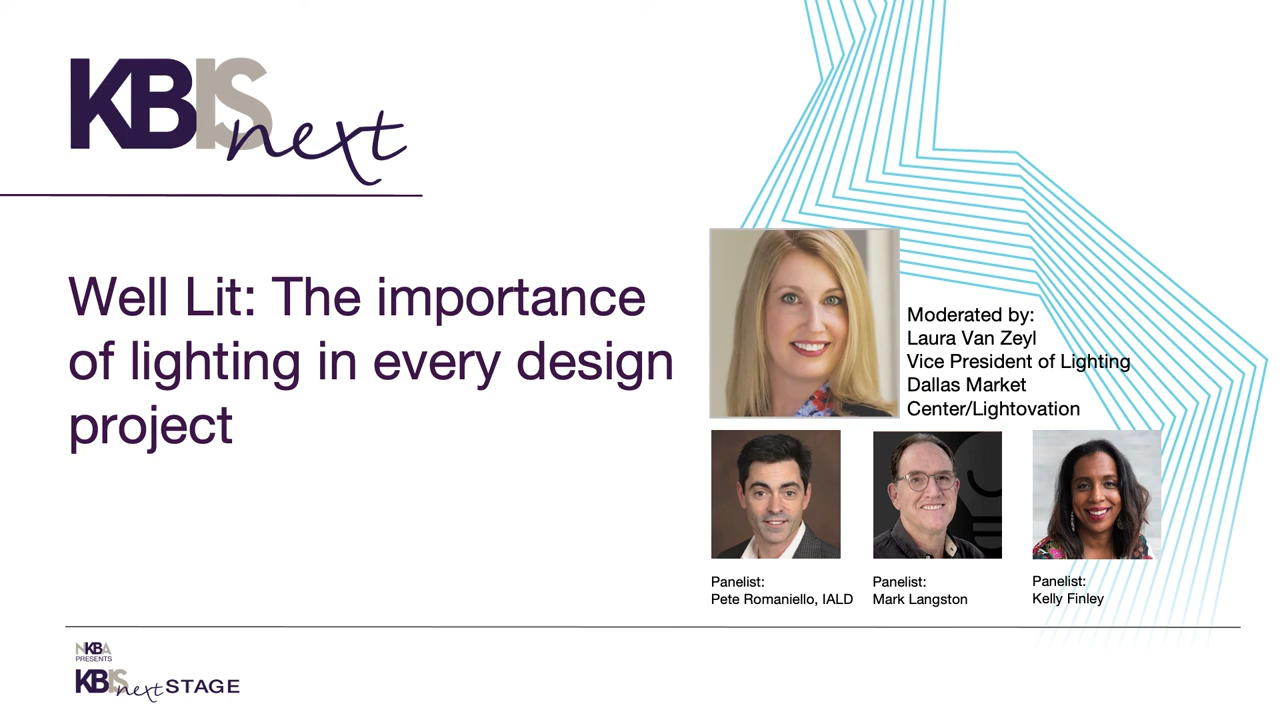 KBIS
next
Well Lit: The importance
of lighting in every design
project
Moderated by:
Laura Van Zeyl
Vice President of Lighting
Dallas Market
Center/Lightovation
Panelist:
Pete Romaniello, IALD
Panelist:
Mark Langston
Panelist:
Kelly Finley
NKBA
PRESENTS
KBIS next STAGE